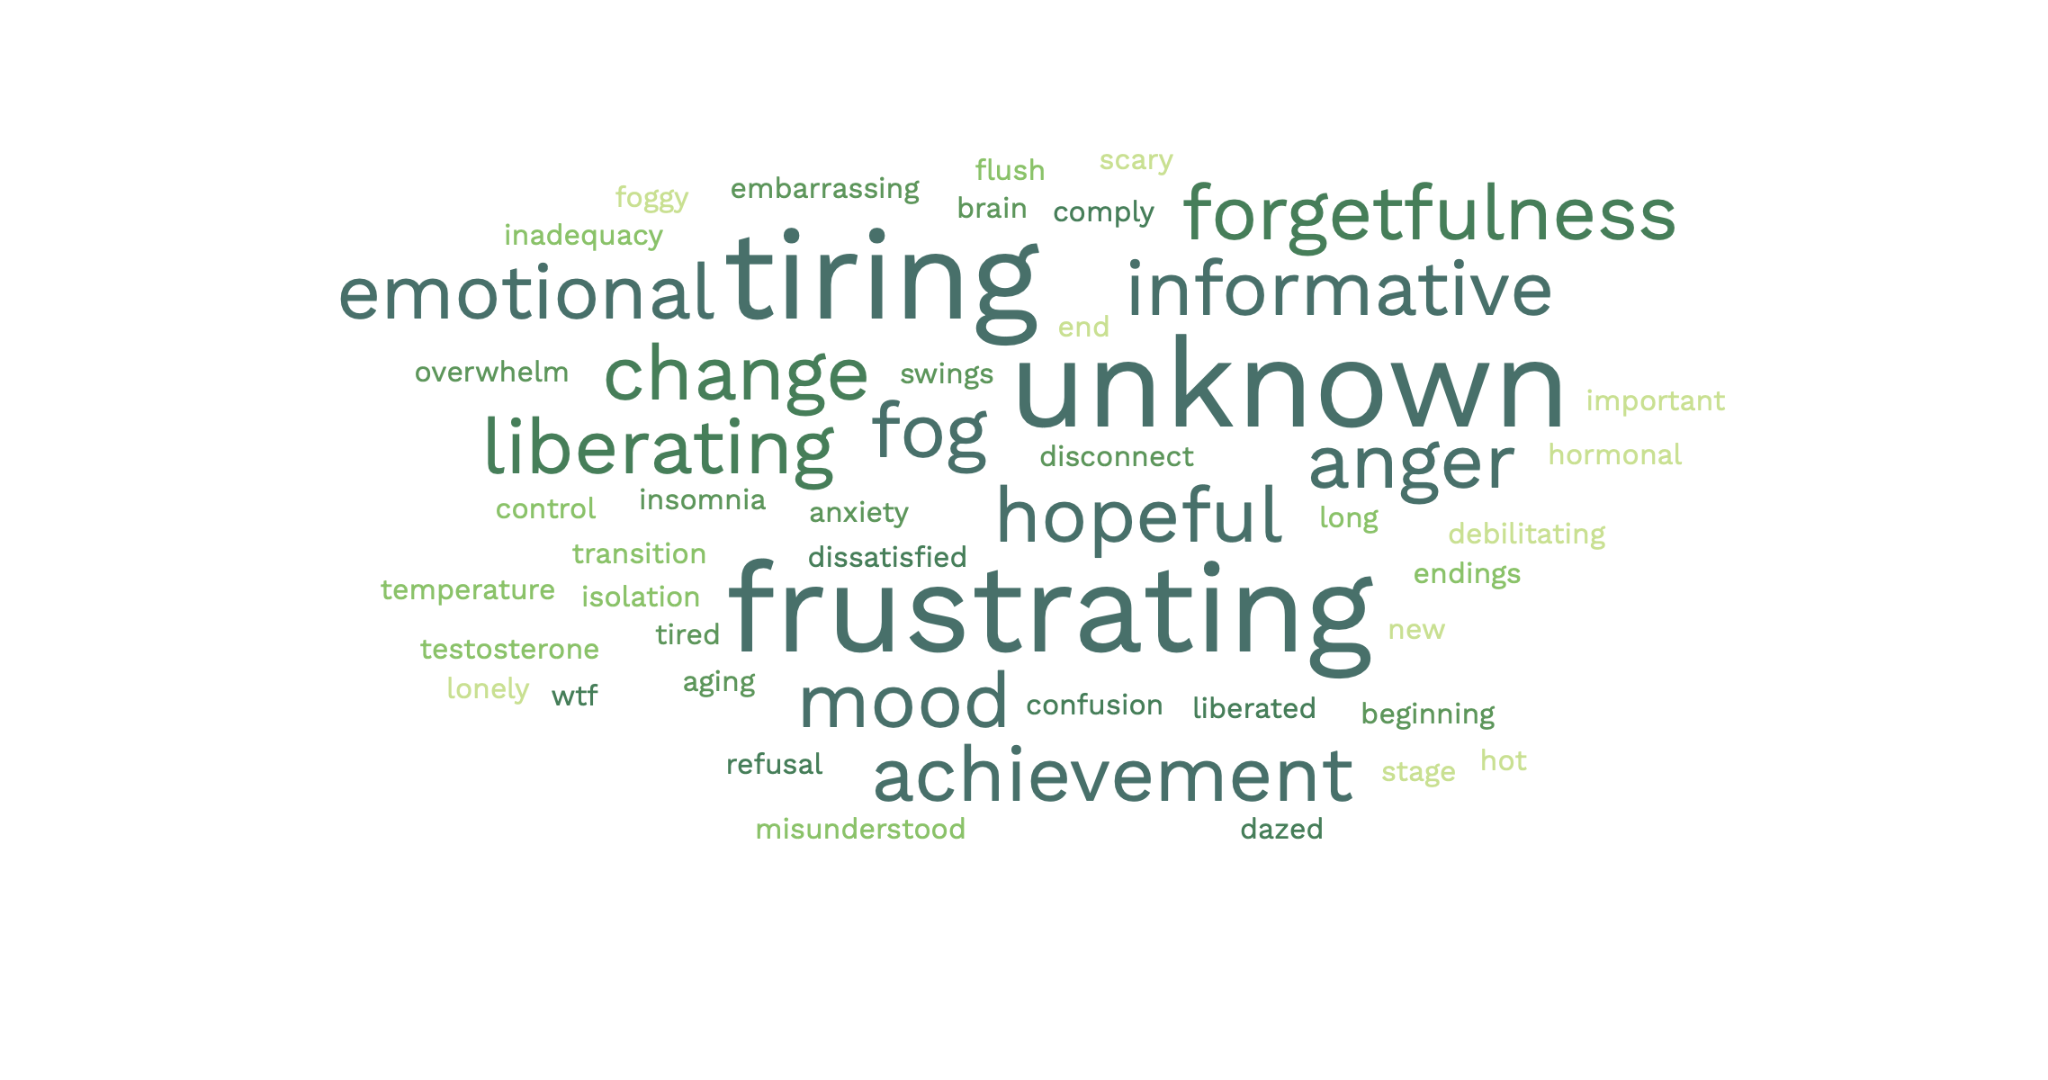 scary
flush
foggy
embarrassing
brain
comply
forgetfulness
inadequacy
tiring
emotional
informative
end
overwhelm
change
swings
unknown
important
fog
liberating
disconnect
anger
hormonal
control
insomnia
anxiety
hopeful
long
debilitating
transition
dissatisfied
endings
temperature
isolation
frustrating
tired
new
testosterone
lonely
wtf
aging
mood
confusion
liberated
beginning
refusal
achievement
stage
hot
misunderstood
dazed